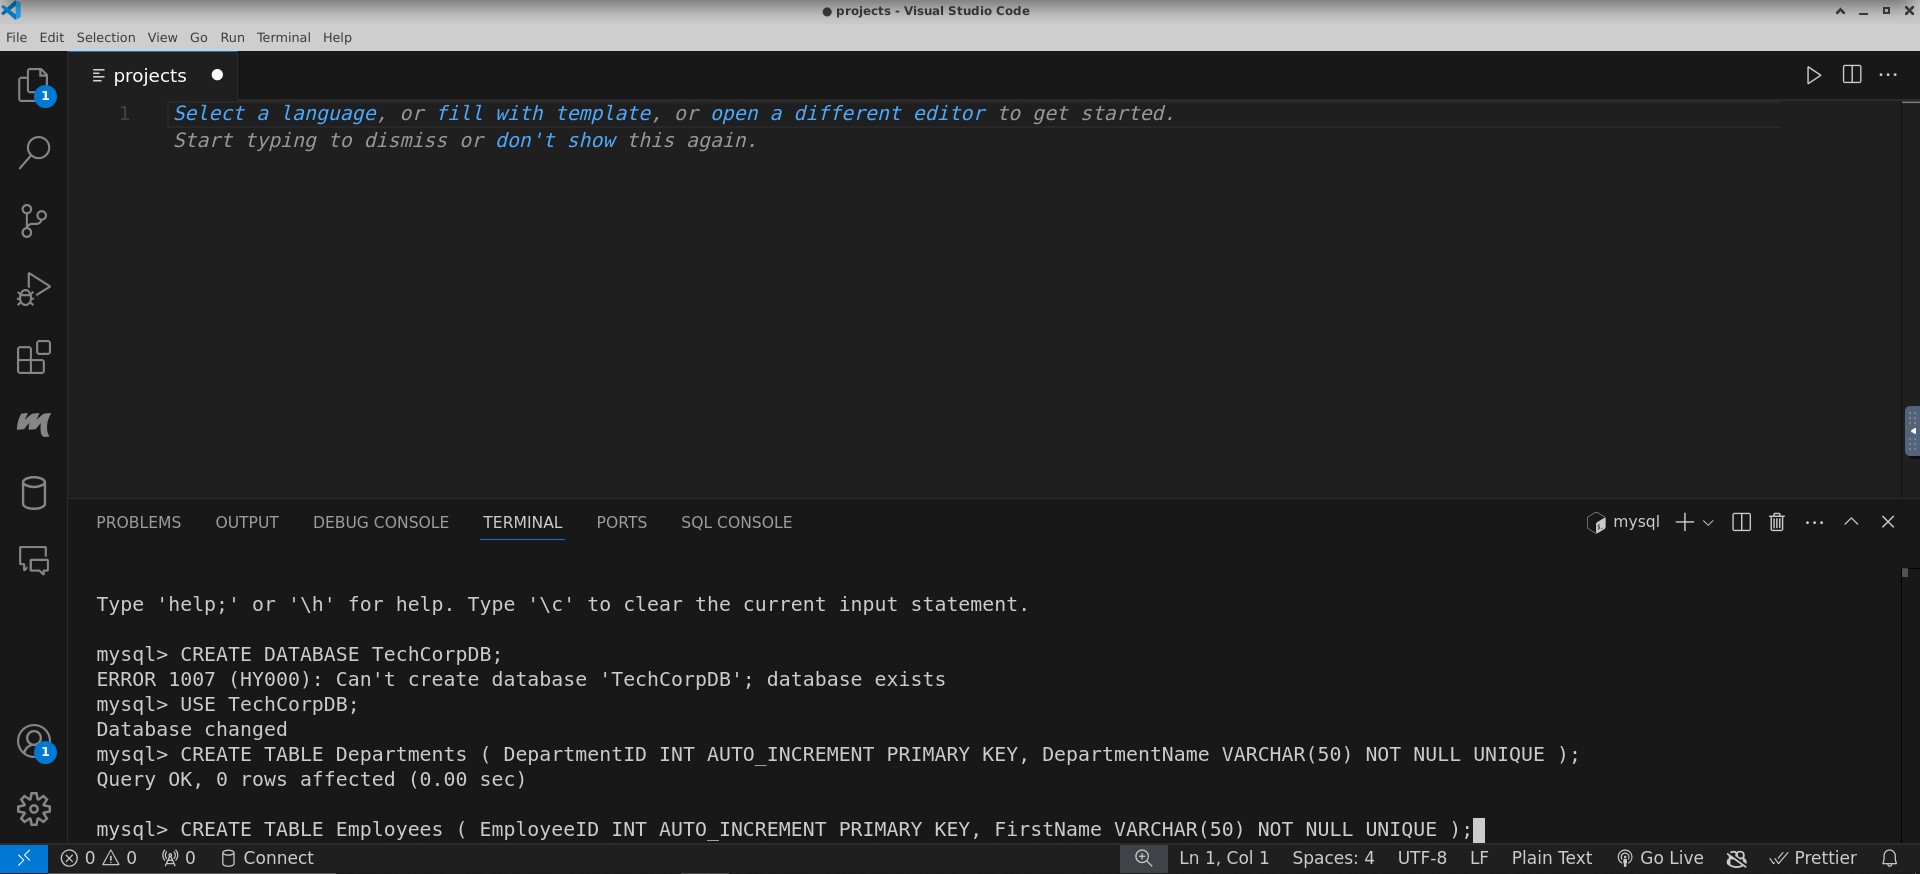 ● projects - Visual Studio Code
File Edit Selection View Go Run Terminal Help
projects
1
1 Select a language, or fill with template, or open a different editor to get started.
Start typing to dismiss or don't show this again.
PROBLEMS OUTPUT DEBUG CONSOLE TERMINAL PORTS SQL CONSOLE mysql
Type 'help;' or '\h' for help. Type '\c' to clear the current input statement.
mysql> CREATE DATABASE TechCorpDB;
ERROR 1007 (HY000): Can't create database 'TechCorpDB'; database exists
mysql> USE TechCorpDB;
Database changed
1
mysql> CREATE TABLE Departments ( DepartmentID INT AUTO_INCREMENT PRIMARY KEY, DepartmentName VARCHAR(50) NOT NULL UNIQUE );
Query OK, 0 rows affected (0.00 sec)
mysql> CREATE TABLE Employees ( EmployeeID INT AUTO_INCREMENT PRIMARY KEY, FirstName VARCHAR(50) NOT NULL UNIQUE );
0 0 0 Connect Ln 1, Col 1 Spaces: 4 UTF-8 LF Plain Text Go Live Prettier